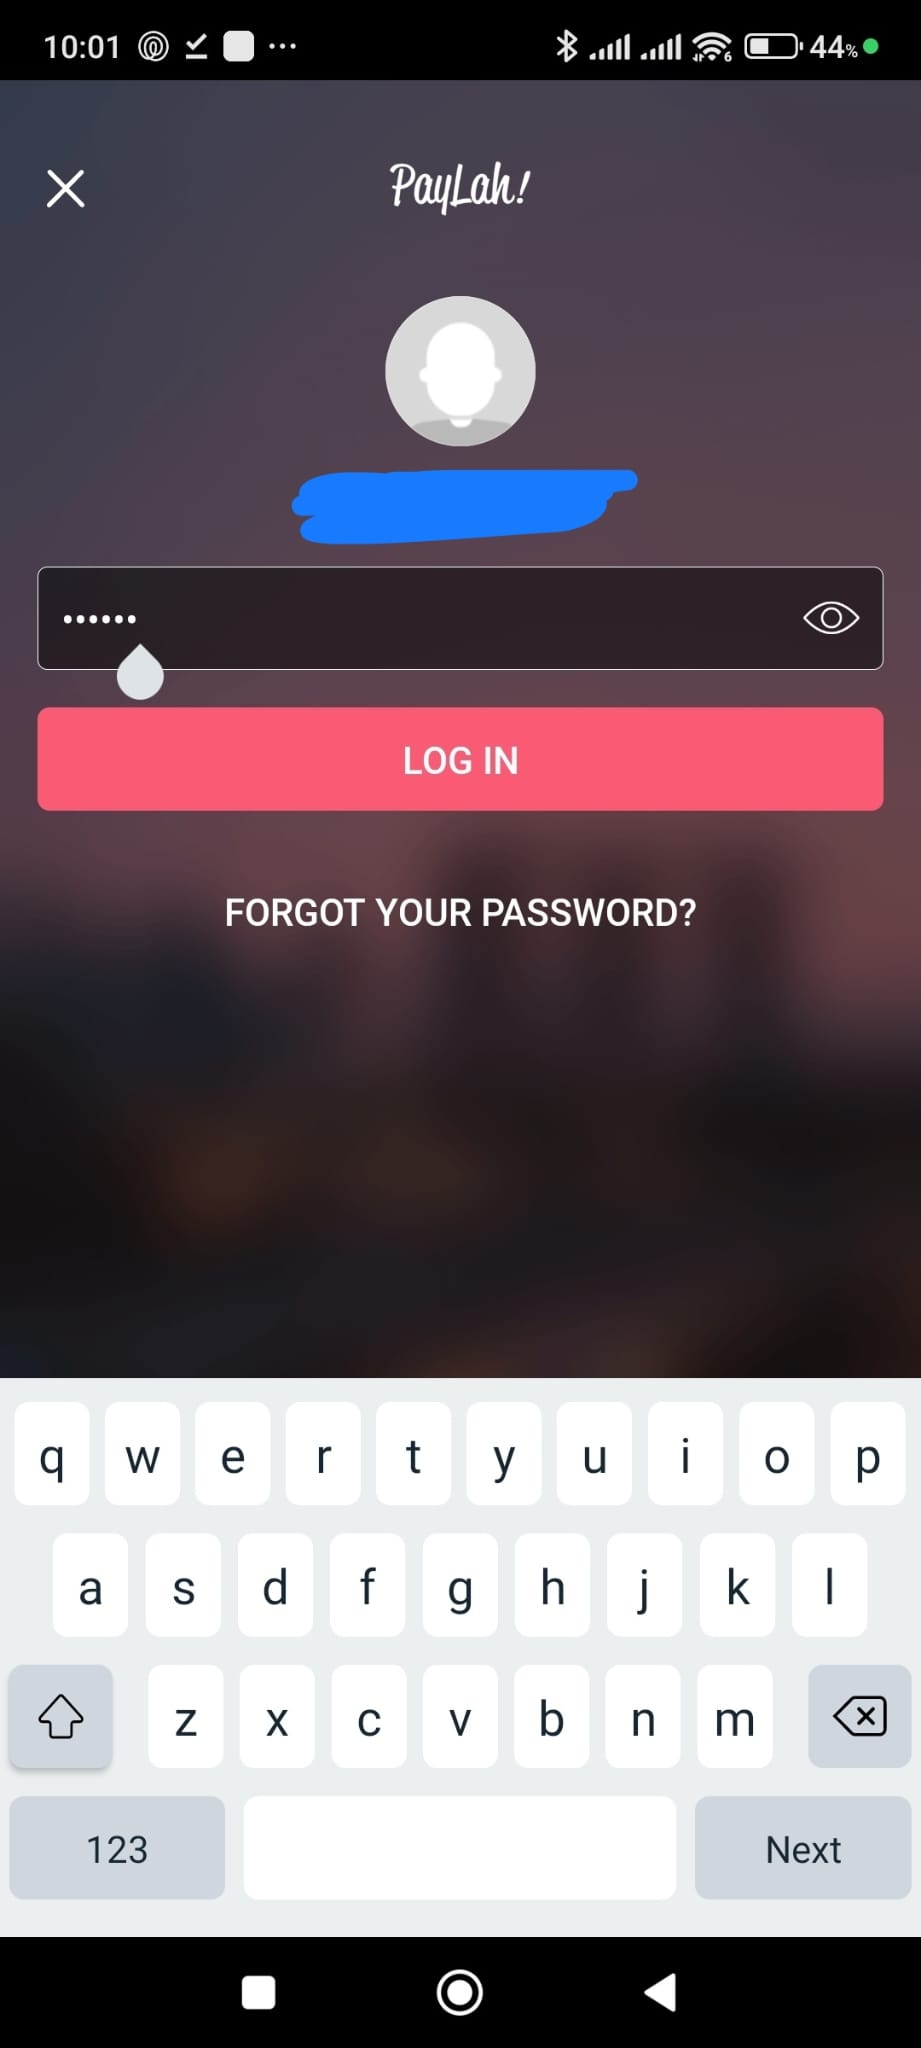 10:01 44%
PayLah!
LOG IN
FORGOT YOUR PASSWORD?
q w e r t y u i o p
a s d f g h j k l
z x c v b n m
123 Next